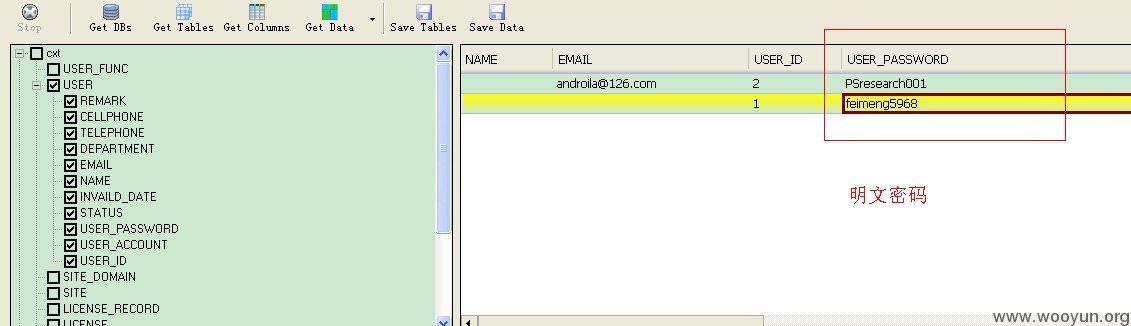 Stop Get DBs Get Tables Get Columns Get Data Save Tables Save Data
cxt
USER_FUNC
USER
REMARK
CELLPHONE
TELEPHONE
DEPARTMENT
EMAIL
NAME
INVAILD_DATE
STATUS
USER_PASSWORD
USER_ACCOUNT
USER_ID
SITE_DOMAIN
SITE
LICENSE_RECORD
LICENSE
NAME EMAIL USER_ID USER_PASSWORD
androila@126.com 2 PSresearch001
1 feimeng5968
明文密码
www.wooyun.org